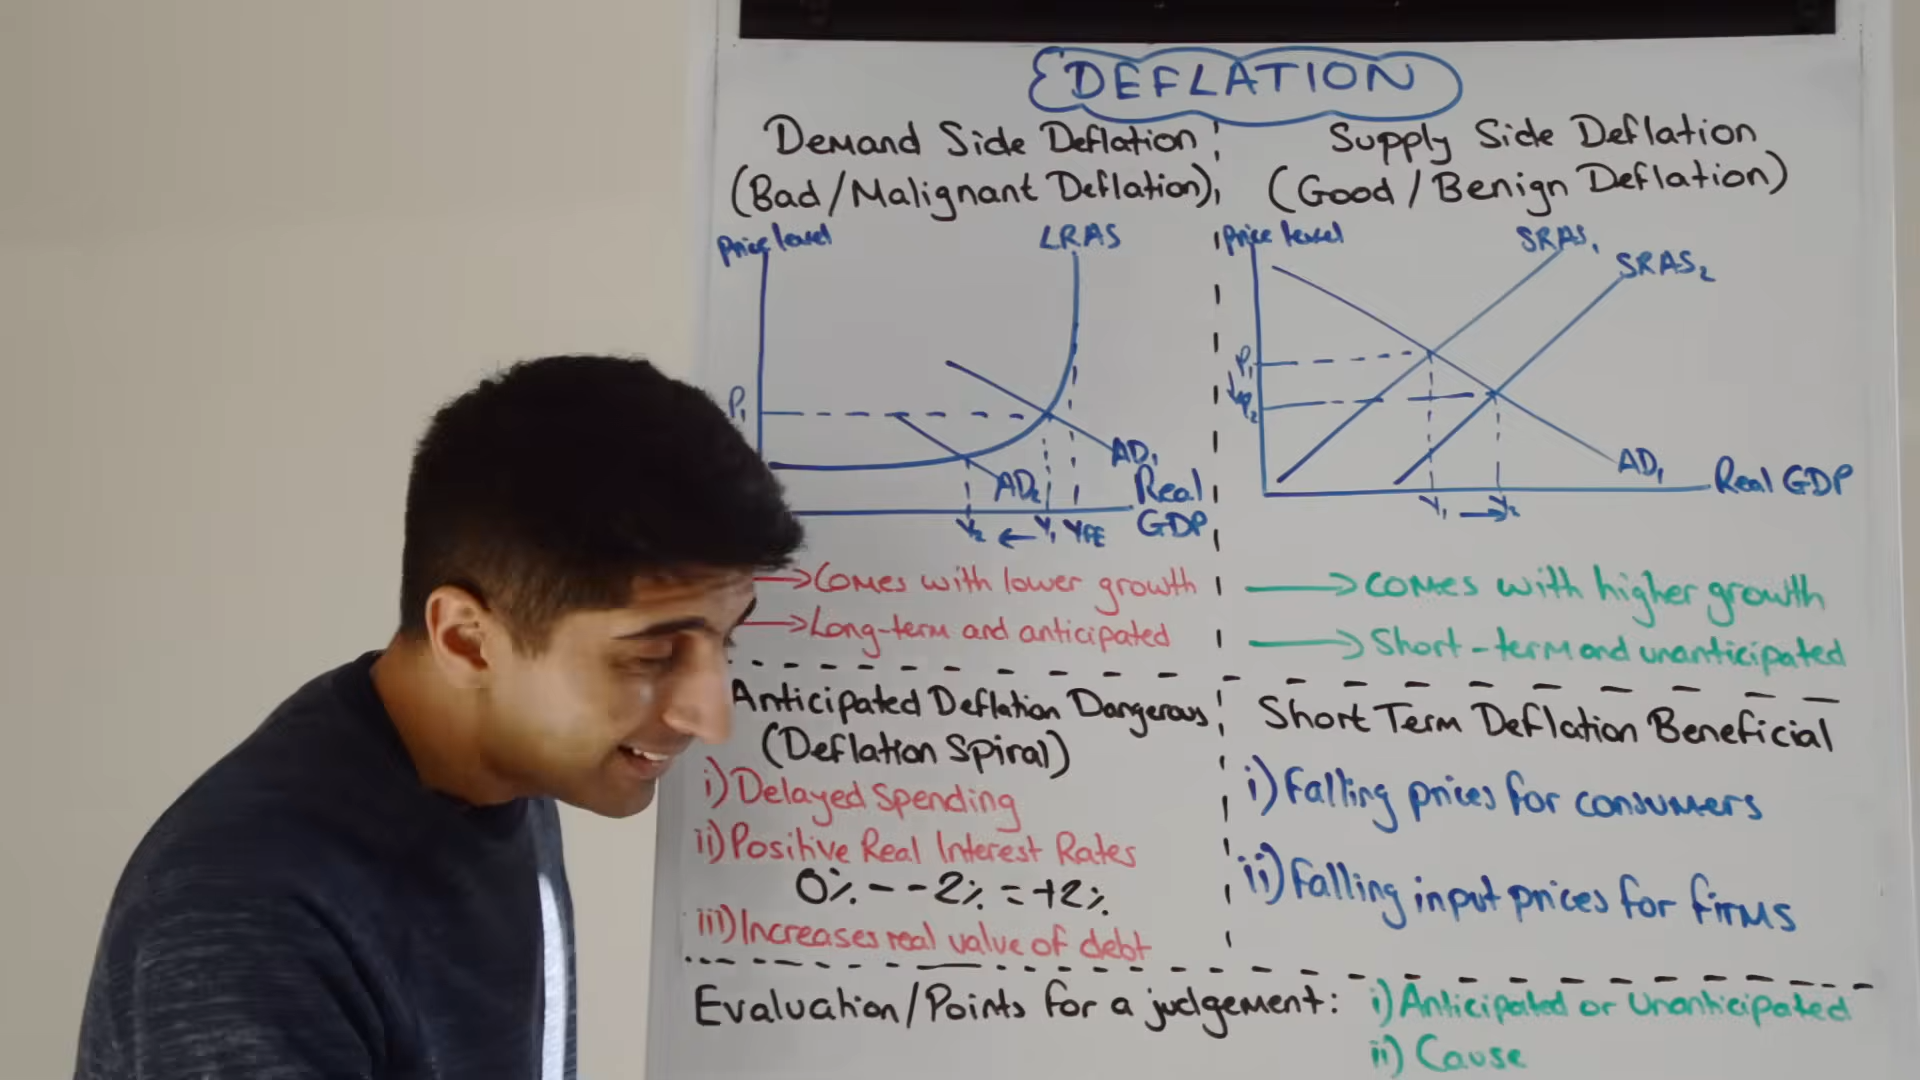 DEFLATION
Demand Side Deflation
(Bad/Malignant Deflation)
Price level
LRAS
P₁
AD₁
AD₂
Real
GDP
Y₂ ← Y₁ YFE
→ Comes with lower growth
→ Long-term and anticipated
Supply Side Deflation
(Good/Benign Deflation)
Price level
SRAS₁
SRAS₂
P₁
↓P₂
AD₁
Real GDP
Y₁ → Y₂
→ Comes with higher growth
→ Short-term and unanticipated
Anticipated Deflation Dangerous
(Deflation Spiral)
i) Delayed Spending
ii) Positive Real Interest Rates
0% - -2% = +2%
iii) Increases real value of debt
Short Term Deflation Beneficial
i) Falling prices for consumers
ii) Falling input prices for firms
Evaluation/Points for a judgement:
i) Anticipated or Unanticipated
ii) Cause